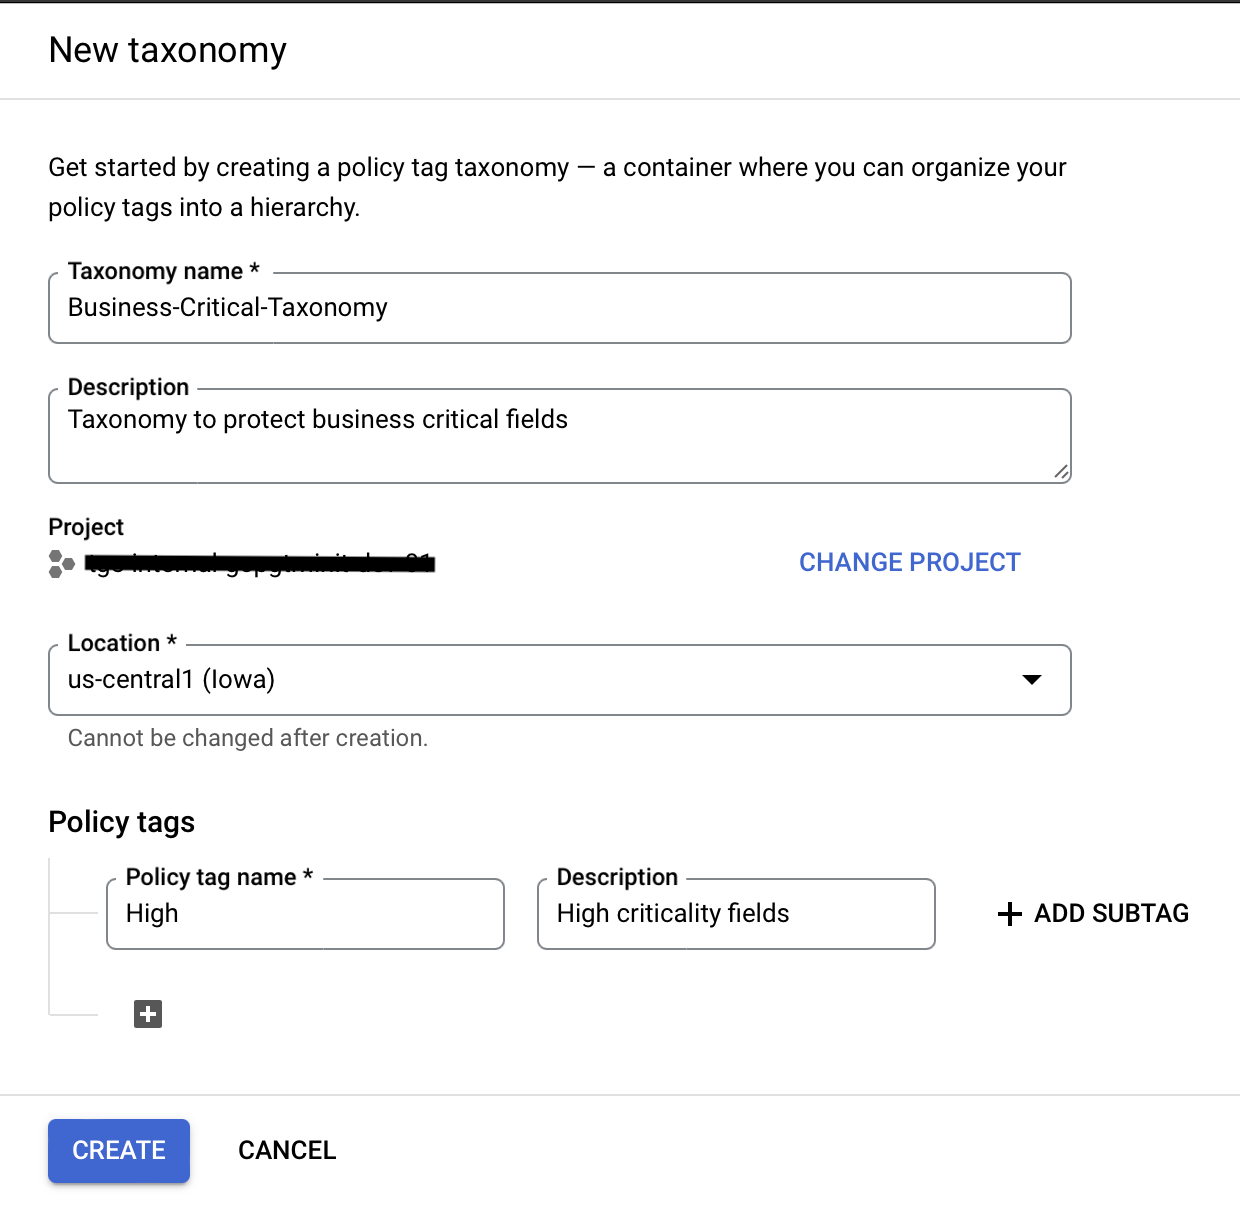 New taxonomy
Get started by creating a policy tag taxonomy — a container where you can organize your
policy tags into a hierarchy.
Taxonomy name *
Business-Critical-Taxonomy
Description
Taxonomy to protect business critical fields
Project
CHANGE PROJECT
Location *
us-central1 (Iowa)
Cannot be changed after creation.
Policy tags
Policy tag name *
High
Description
High criticality fields
ADD SUBTAG
CREATE
CANCEL